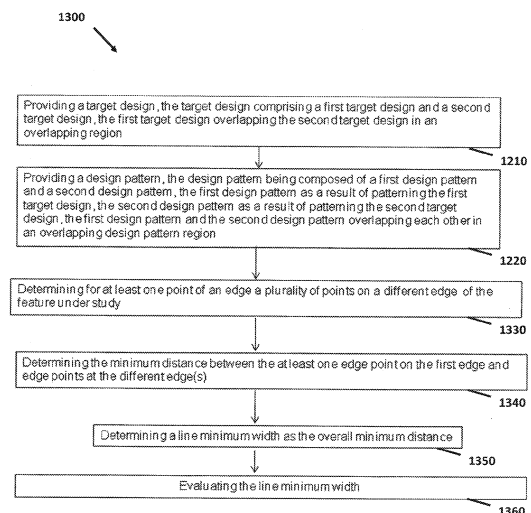 1300
Providing a target design, the target design comprising a first target design and a second
target design, the first target design overlapping the second target design in an
overlapping region
1210
Providing a design pattern, the design pattern being composed of a first design pattern
and a second design pattern, the first design pattern as a result of patterning the
first target design, the second design pattern as a result of patterning the second target
design, the first design pattern and the second design pattern overlapping each other in
an overlapping design pattern region
1220
Determining for at least one point of an edge a plurality of points on a different edge of the
feature under study
1330
Determining the minimum distance between the at least one edge point on the first edge and
edge points at the different edge(s)
1340
Determining a line minimum width as the overall minimum distance
1350
Evaluating the line minimum width
1360